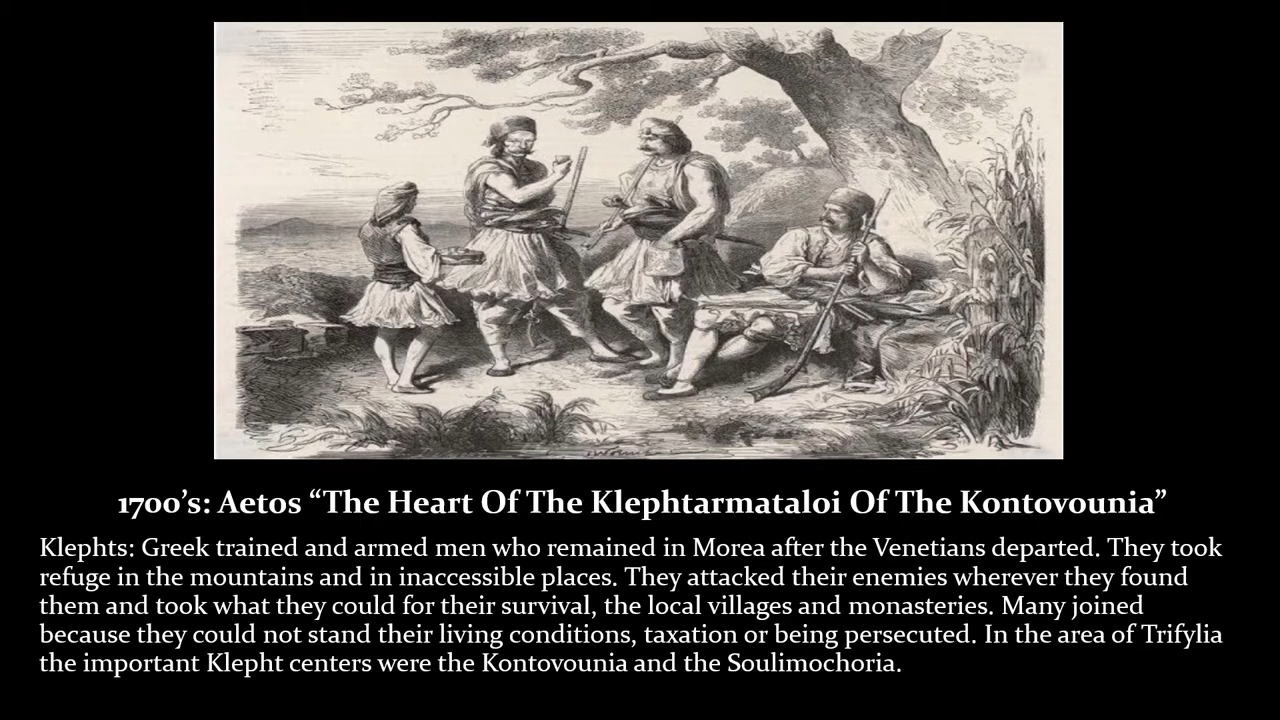 1700's: Aetos “The Heart Of The Klephtarmataloi Of The Kontovounia”
Klephts: Greek trained and armed men who remained in Morea after the Venetians departed. They took
refuge in the mountains and in inaccessible places. They attacked their enemies wherever they found
them and took what they could for their survival, the local villages and monasteries. Many joined
because they could not stand their living conditions, taxation or being persecuted. In the area of Trifylia
the important Klepht centers were the Kontovounia and the Soulimochoria.